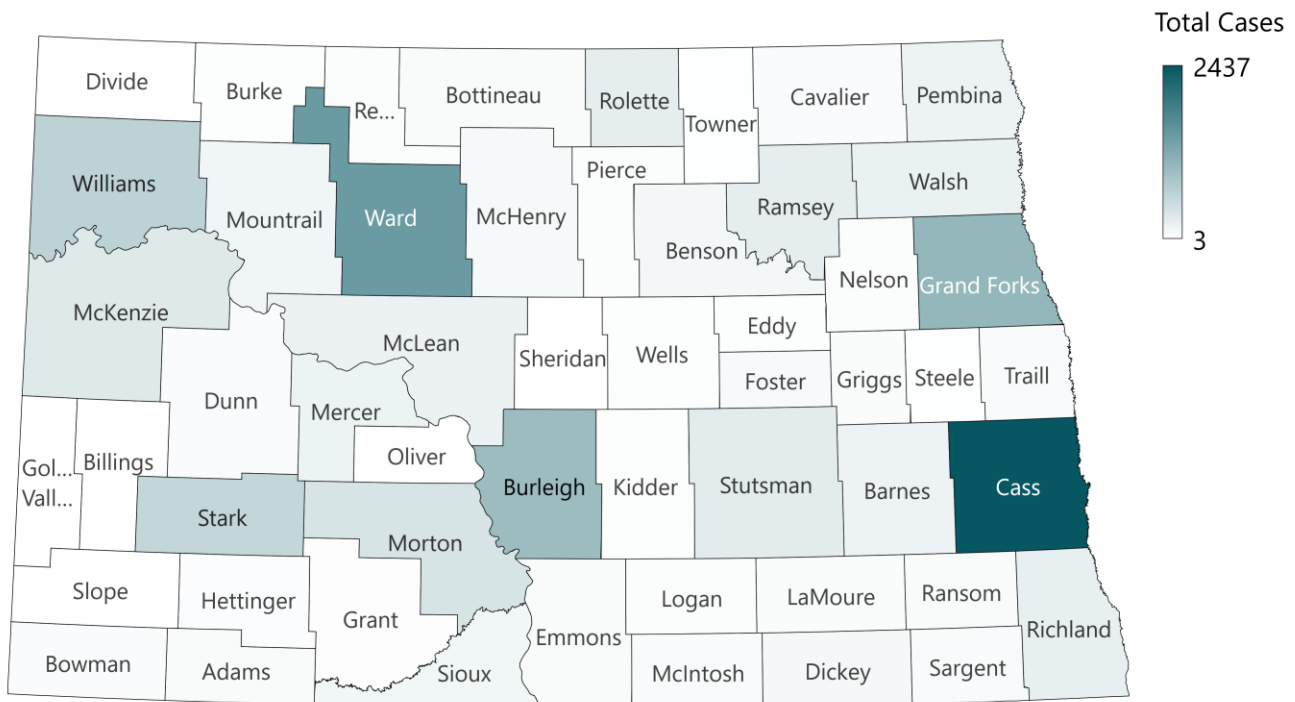 Total Cases
2437
3
Divide
Burke
Re...
Bottineau
Rolette
Towner
Cavalier
Pembina
Williams
Mountrail
Ward
McHenry
Pierce
Benson
Ramsey
Walsh
McKenzie
Nelson
Grand Forks
McLean
Sheridan
Wells
Eddy
Foster
Griggs
Steele
Traill
Dunn
Mercer
Oliver
Gol...
Vall...
Billings
Stark
Morton
Burleigh
Kidder
Stutsman
Barnes
Cass
Slope
Hettinger
Grant
Emmons
Logan
LaMoure
Ransom
Richland
Bowman
Adams
Sioux
McIntosh
Dickey
Sargent